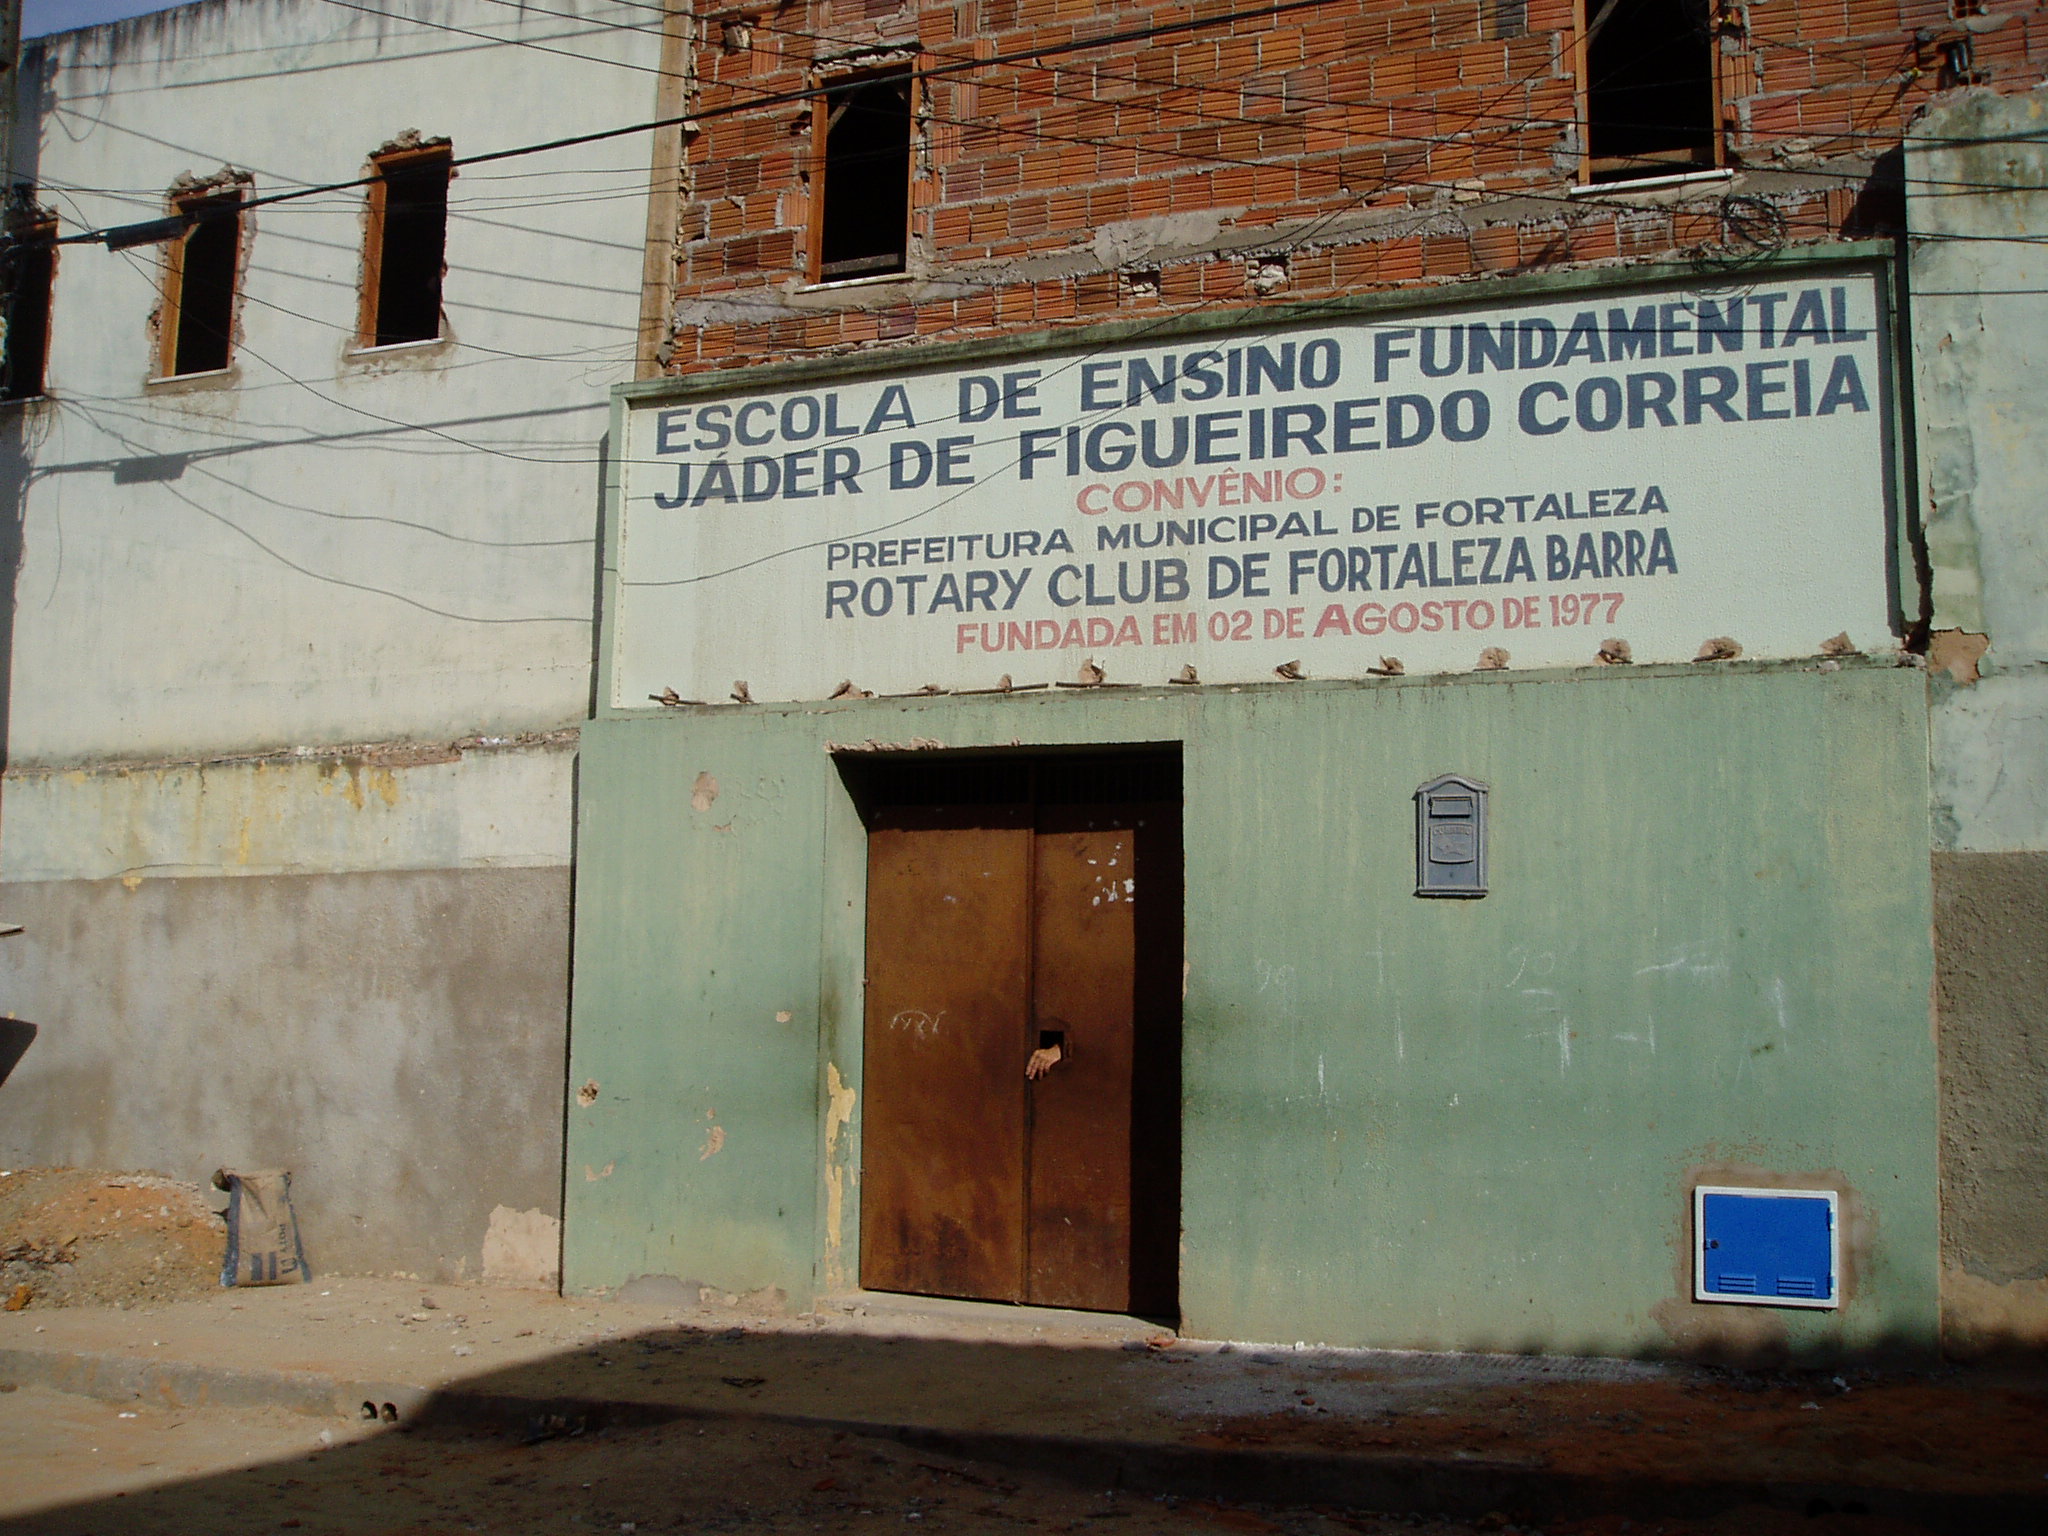 ESCOLA DE ENSINO FUNDAMENTAL
JÁDER DE FIGUEIREDO CORREIA
CONVÊNIO:
PREFEITURA MUNICIPAL DE FORTALEZA
ROTARY CLUB DE FORTALEZA BARRA
FUNDADA EM 02 DE AGOSTO DE 1977
CORREIO